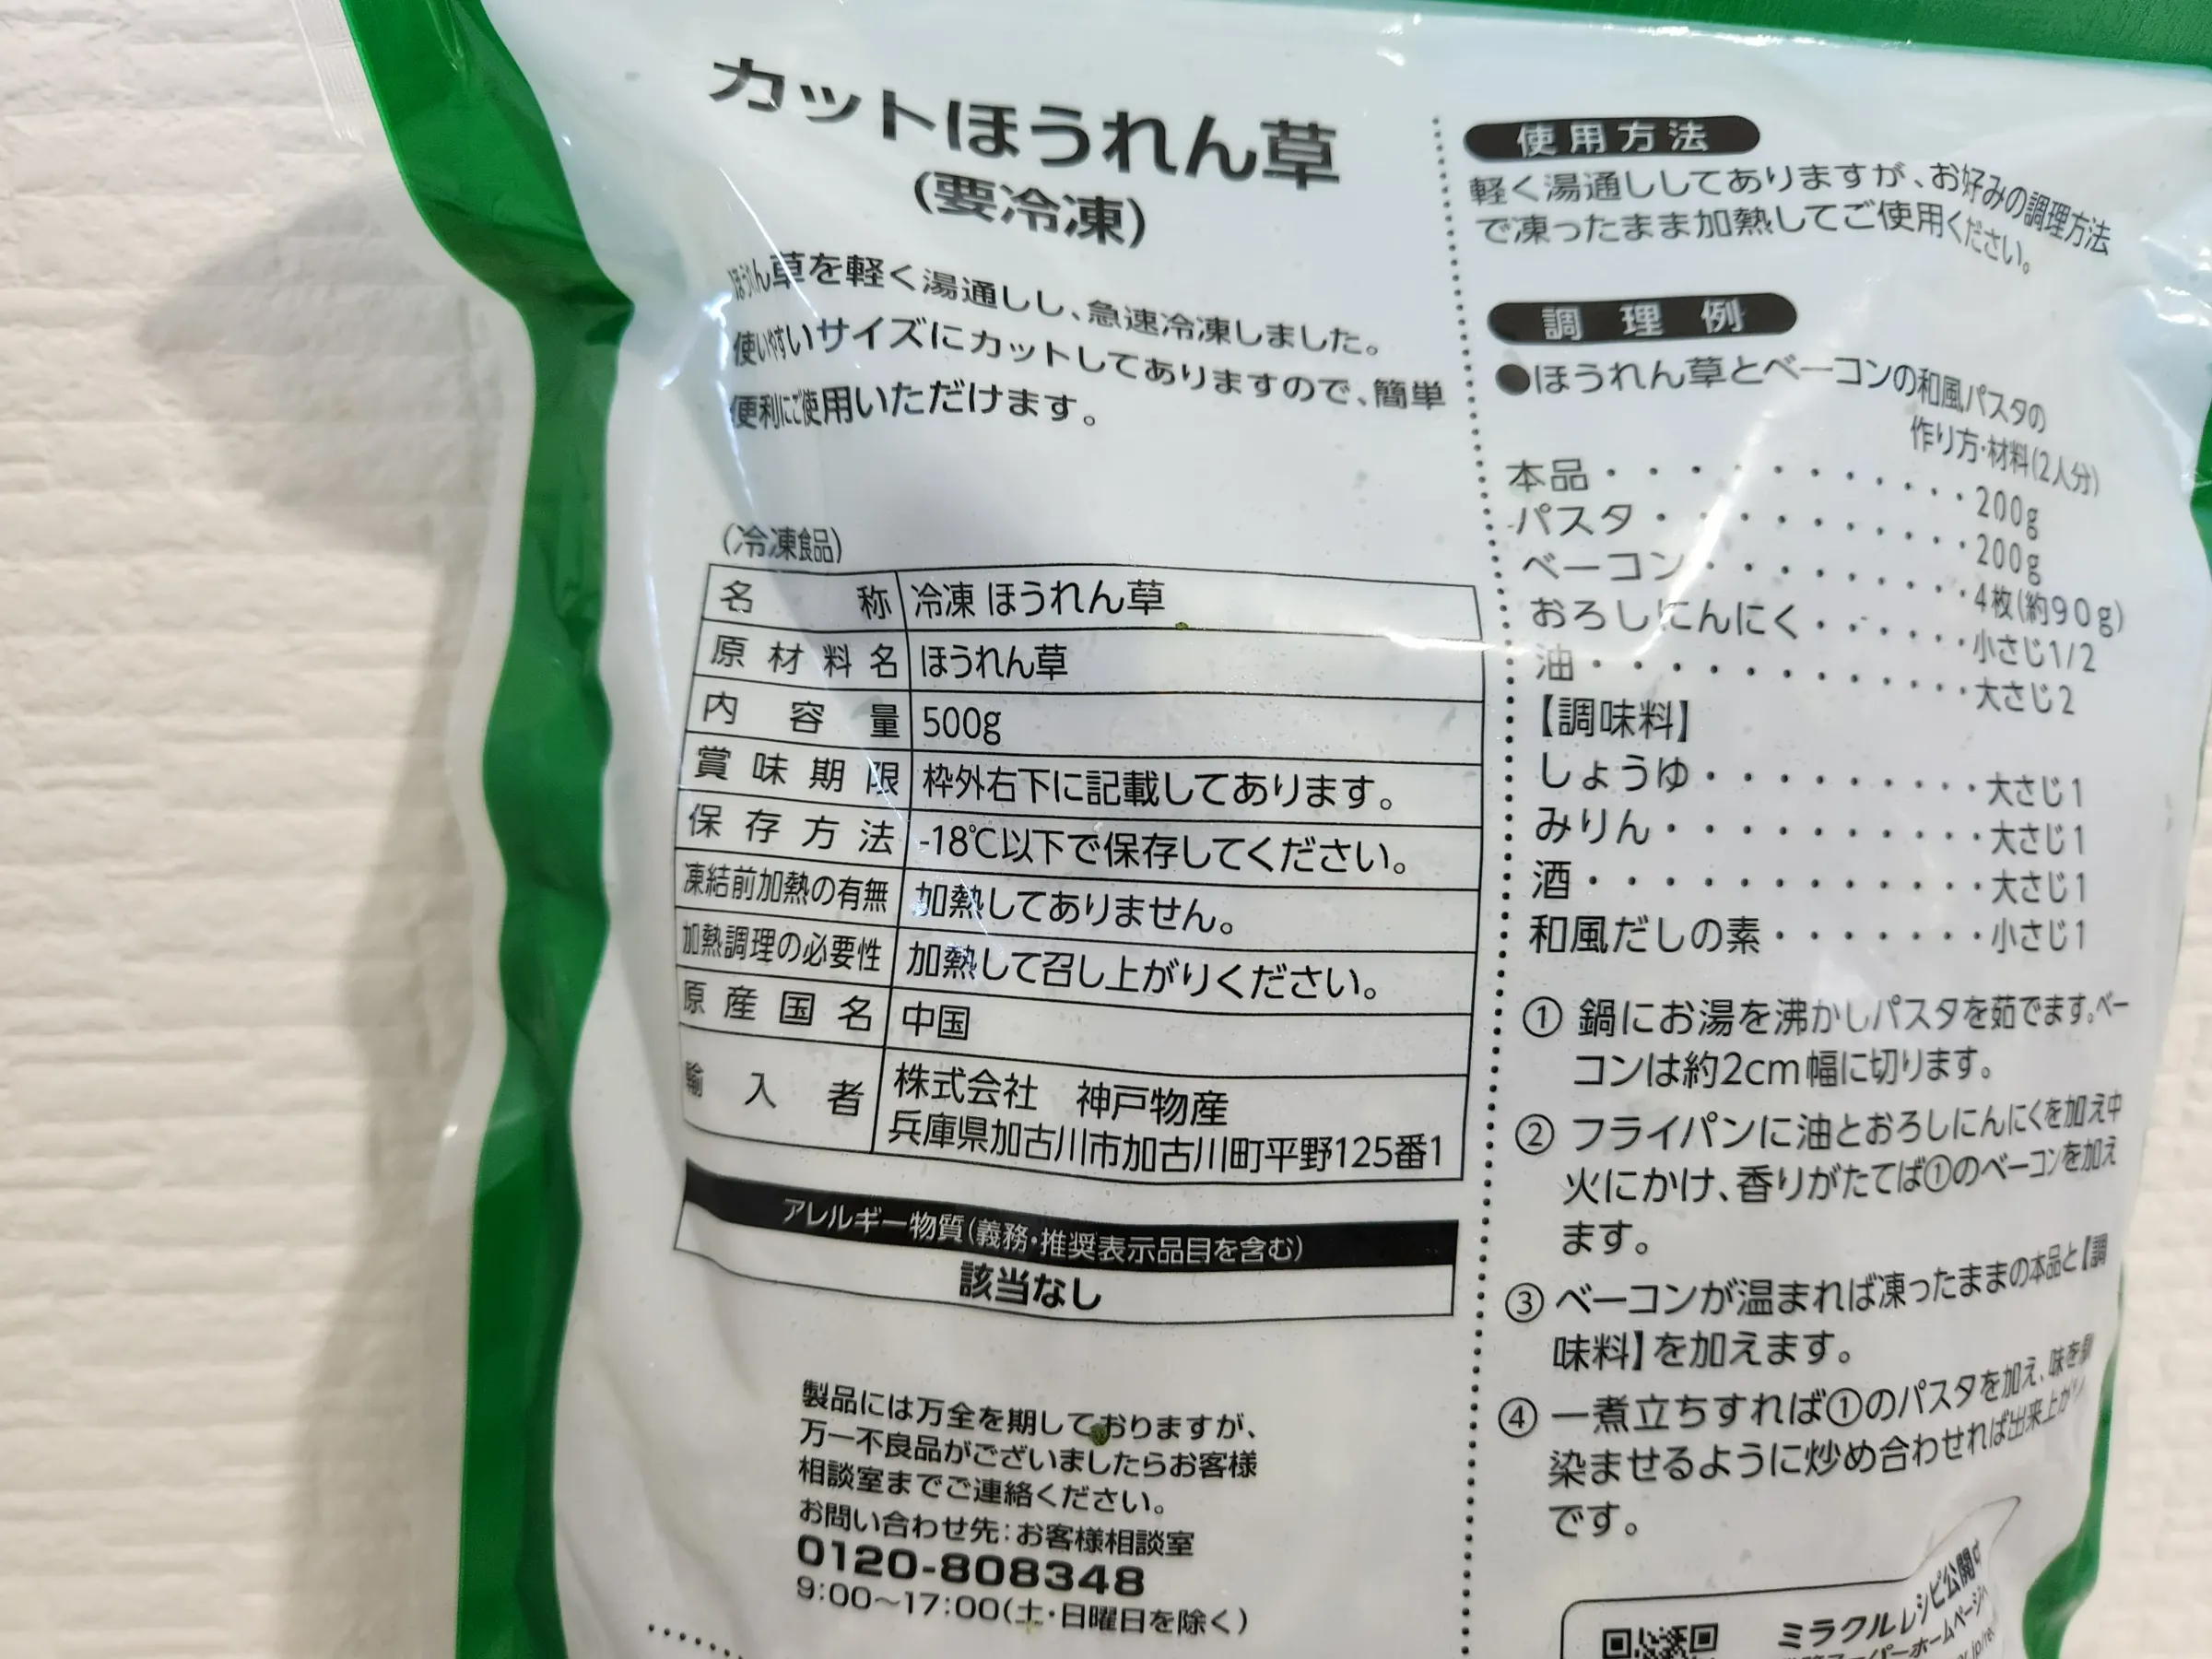 カットほうれん草
(要冷凍)
ほうれん草を軽く湯通しし、急速冷凍しました。
使いやすいサイズにカットしてありますので、簡単
便利にご使用いただけます。
(冷凍食品)
名称 冷凍 ほうれん草
原材料名 ほうれん草
内容量 500g
賞味期限 枠外右下に記載してあります。
保存方法 -18℃以下で保存してください。
凍結前加熱の有無 加熱してありません。
加熱調理の必要性 加熱して召し上がりください。
原産国名 中国
輸入者 株式会社 神戸物産
兵庫県加古川市加古川町平野125番1
アレルギー物質(義務・推奨表示品目を含む)
該当なし
製品には万全を期しておりますが、
万一不良品がございましたらお客様
相談室までご連絡ください。
お問い合わせ先:お客様相談室
0120-808348
9:00～17:00(土・日曜日を除く)
使用方法
軽く湯通ししてありますが、お好みの調理方法
で凍ったまま加熱してご使用ください。
調理例
●ほうれん草とベーコンの和風パスタの
作り方・材料(2人分)
本品・・・・・・・・・・・・・200g
パスタ・・・・・・・・・・・・200g
ベーコン・・・・・・・・・・4枚(約90g)
おろしにんにく・・・・・・・小さじ1/2
油・・・・・・・・・・・・・・大さじ2
【調味料】
しょうゆ・・・・・・・・・・大さじ1
みりん・・・・・・・・・・・大さじ1
酒・・・・・・・・・・・・・大さじ1
和風だしの素・・・・・・・小さじ1
① 鍋にお湯を沸かしパスタを茹でます。ベー
コンは約2cm幅に切ります。
② フライパンに油とおろしにんにくを加え中
火にかけ、香りがたてば①のベーコンを加え
ます。
③ ベーコンが温まれば凍ったままの本品と【調
味料】を加えます。
④ 一煮立ちすれば①のパスタを加え、味を
染ませるように炒め合わせれば出来上がり
です。
ミラクルレシピ公開中
ーパーホームページ